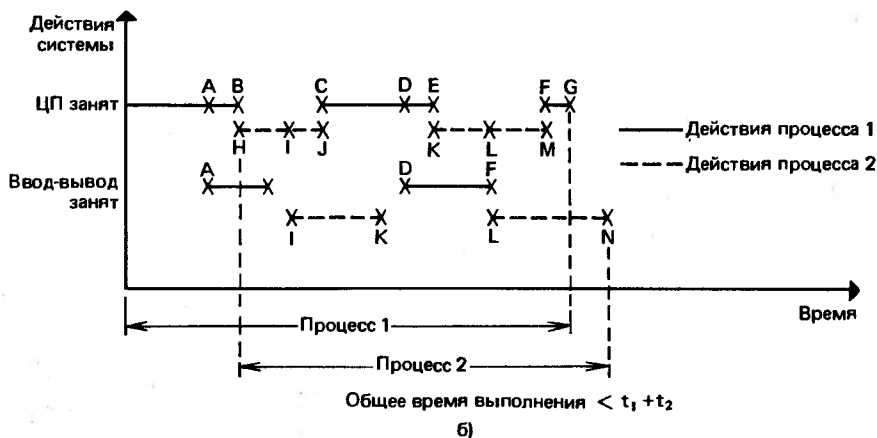 Действия
системы
A B C D E F G
ЦП занят
H I J K L M
Действия процесса 1
Действия процесса 2
A D F
Ввод-вывод
занят
I K L N
Время
Процесс 1
Процесс 2
Общее время выполнения < t₁ + t₂
б)